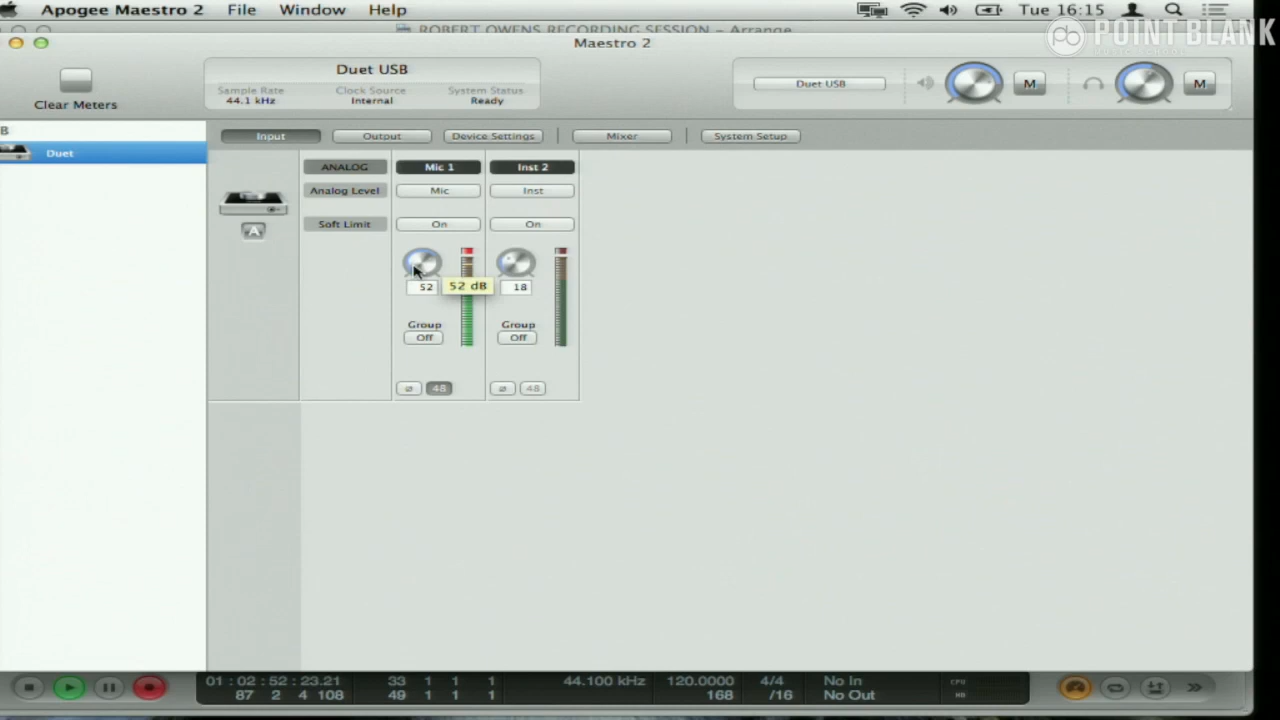 Apogee Maestro 2 File Window Help Tue 16:15
ROBERT OWENS RECORDING SESSION - Arrange
Maestro 2
pb POINT BLANK
Clear Meters
Duet USB
Sample Rate Clock Source System Status
44.1 kHz Internal Ready
Duet USB M M
B
Duet
Input Output Device Settings Mixer System Setup
ANALOG Mic 1 Inst 2
Analog Level Mic Inst
Soft Limit On On
A
52 52 dB 18
Group Group
Off Off
ø 48 ø 48
01:02:52:23.21 33 1 1 1 44.100 kHz 120.0000 4/4 No In CPU
87 2 4 108 49 1 1 1 168 /16 No Out HD